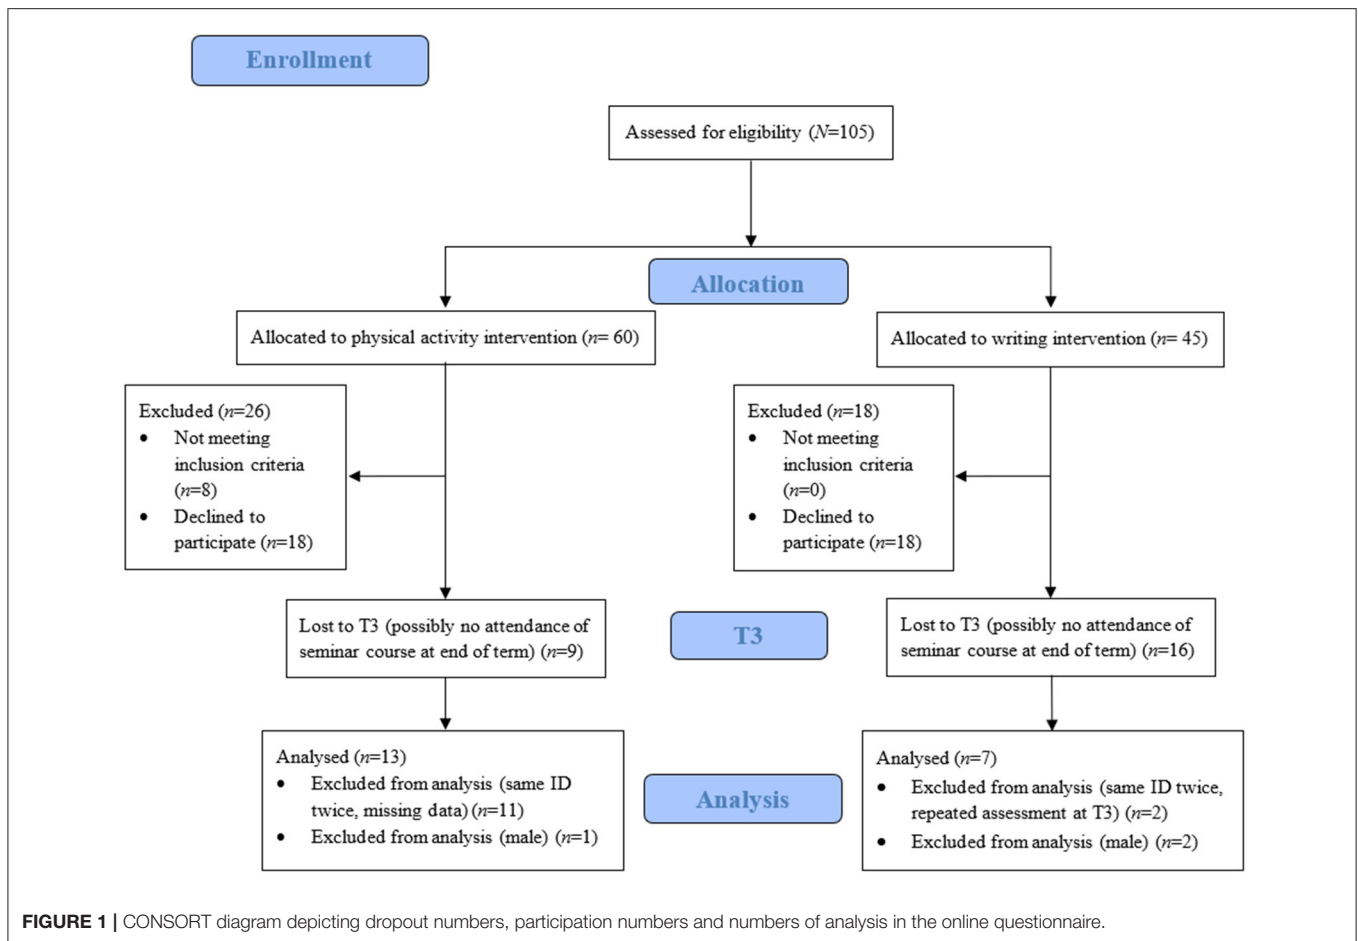 Enrollment
Assessed for eligibility (N=105)
Allocation
Allocated to physical activity intervention (n= 60)
Allocated to writing intervention (n= 45)
Excluded (n=26)
• Not meeting
inclusion criteria
(n=8)
• Declined to
participate (n=18)
Excluded (n=18)
• Not meeting
inclusion criteria
(n=0)
• Declined to
participate (n=18)
Lost to T3 (possibly no attendance of
seminar course at end of term) (n=9)
T3
Lost to T3 (possibly no attendance of
seminar course at end of term) (n=16)
Analysed (n=13)
• Excluded from analysis (same ID
twice, missing data) (n=11)
• Excluded from analysis (male) (n=1)
Analysis
Analysed (n=7)
• Excluded from analysis (same ID twice,
repeated assessment at T3) (n=2)
• Excluded from analysis (male) (n=2)
FIGURE 1 | CONSORT diagram depicting dropout numbers, participation numbers and numbers of analysis in the online questionnaire.